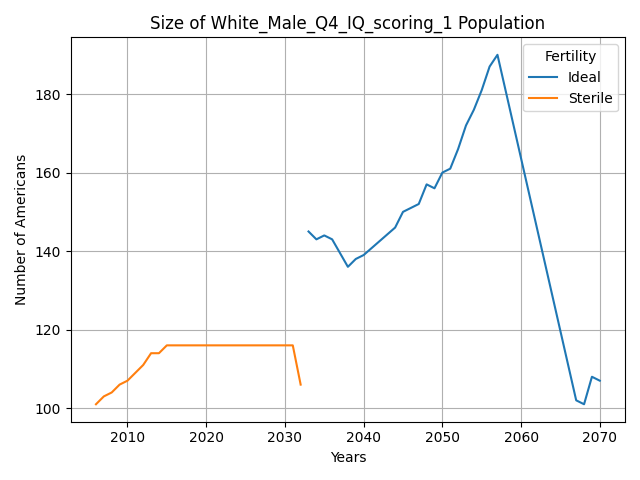 Size of White_Male_Q4_IQ_scoring_1 Population
Fertility
Ideal
Sterile
Number of Americans
180
160
140
120
100
2010 2020 2030 2040 2050 2060 2070
Years